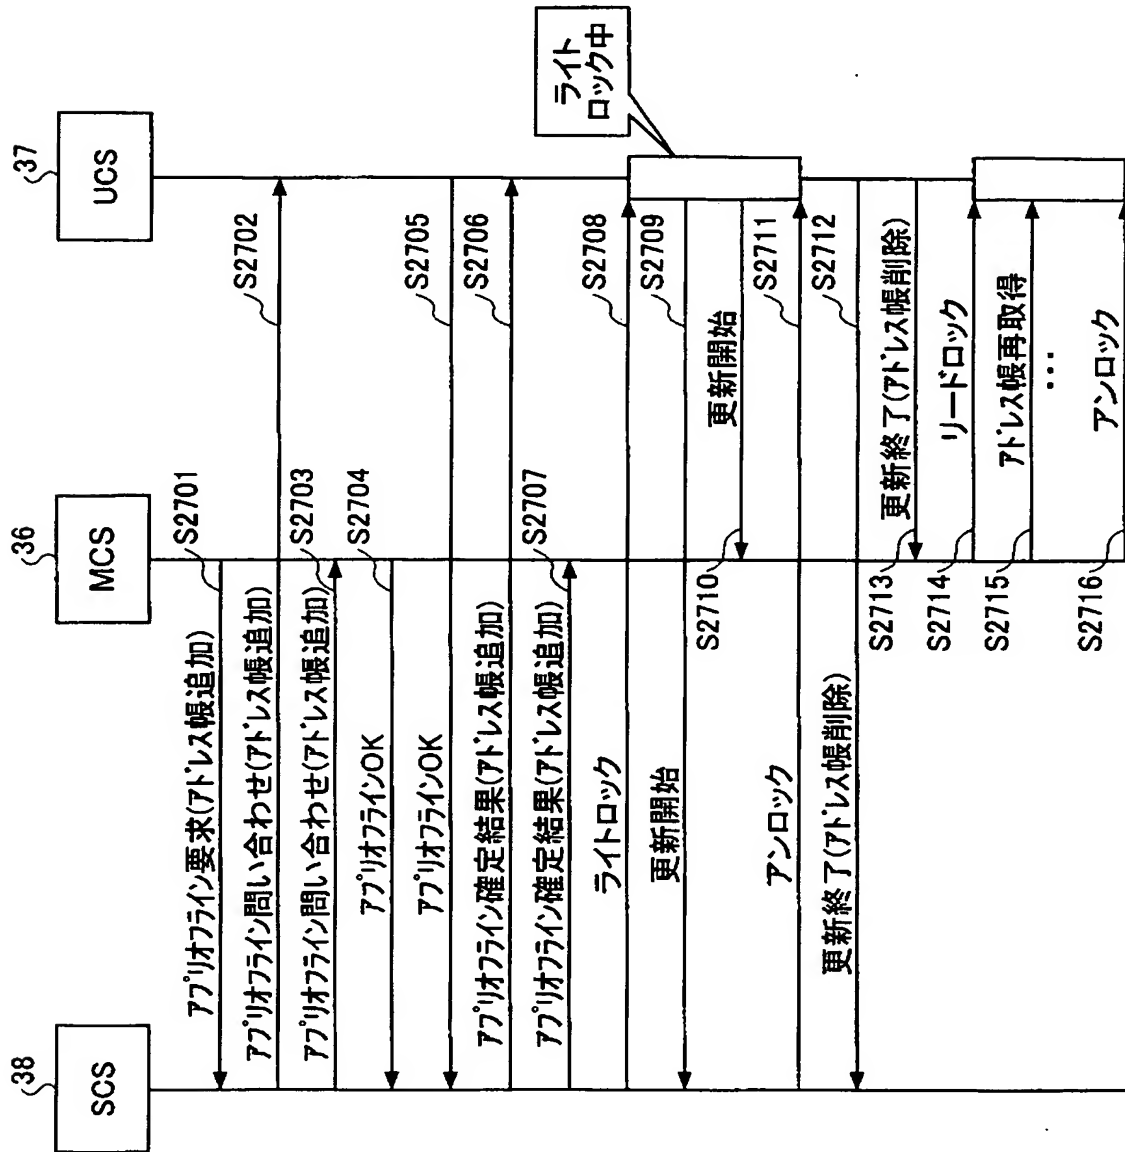 38
SCS
36
MCS
37
UCS
アプリオフライン要求(アドレス帳追加)
S2701
アプリオフライン問い合わせ(アドレス帳追加)
S2702
アプリオフライン問い合わせ(アドレス帳追加)
S2703
アプリオフラインOK
S2704
アプリオフラインOK
S2705
アプリオフライン確定結果(アドレス帳追加)
S2706
アプリオフライン確定結果(アドレス帳追加)
S2707
ライトロック
S2708
ライト
ロック中
更新開始
S2709
更新開始
S2710
アンロック
S2711
更新終了(アドレス帳削除)
S2712
更新終了(アドレス帳削除)
S2713
リードロック
S2714
アドレス帳再取得
S2715
・・・
アンロック
S2716